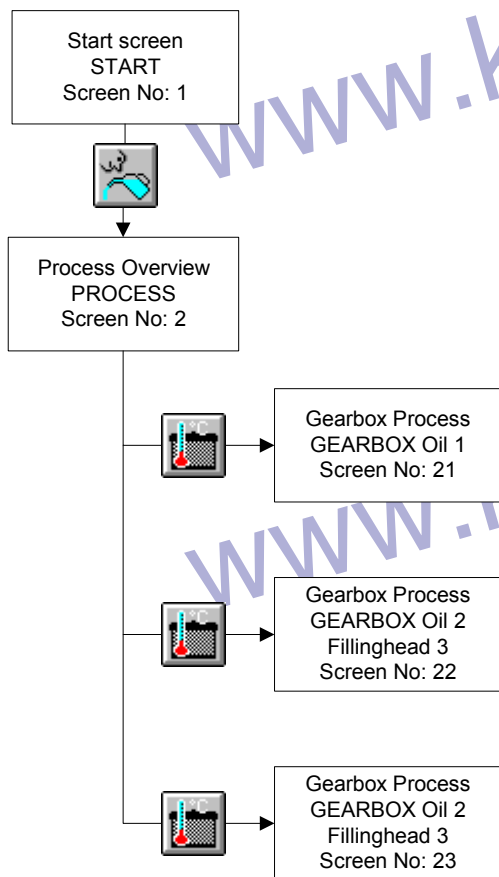 Start screen
START
Screen No: 1
Process Overview
PROCESS
Screen No: 2
°C
Gearbox Process
GEARBOX Oil 1
Screen No: 21
°C
Gearbox Process
GEARBOX Oil 2
Fillinghead 3
Screen No: 22
°C
Gearbox Process
GEARBOX Oil 2
Fillinghead 3
Screen No: 23